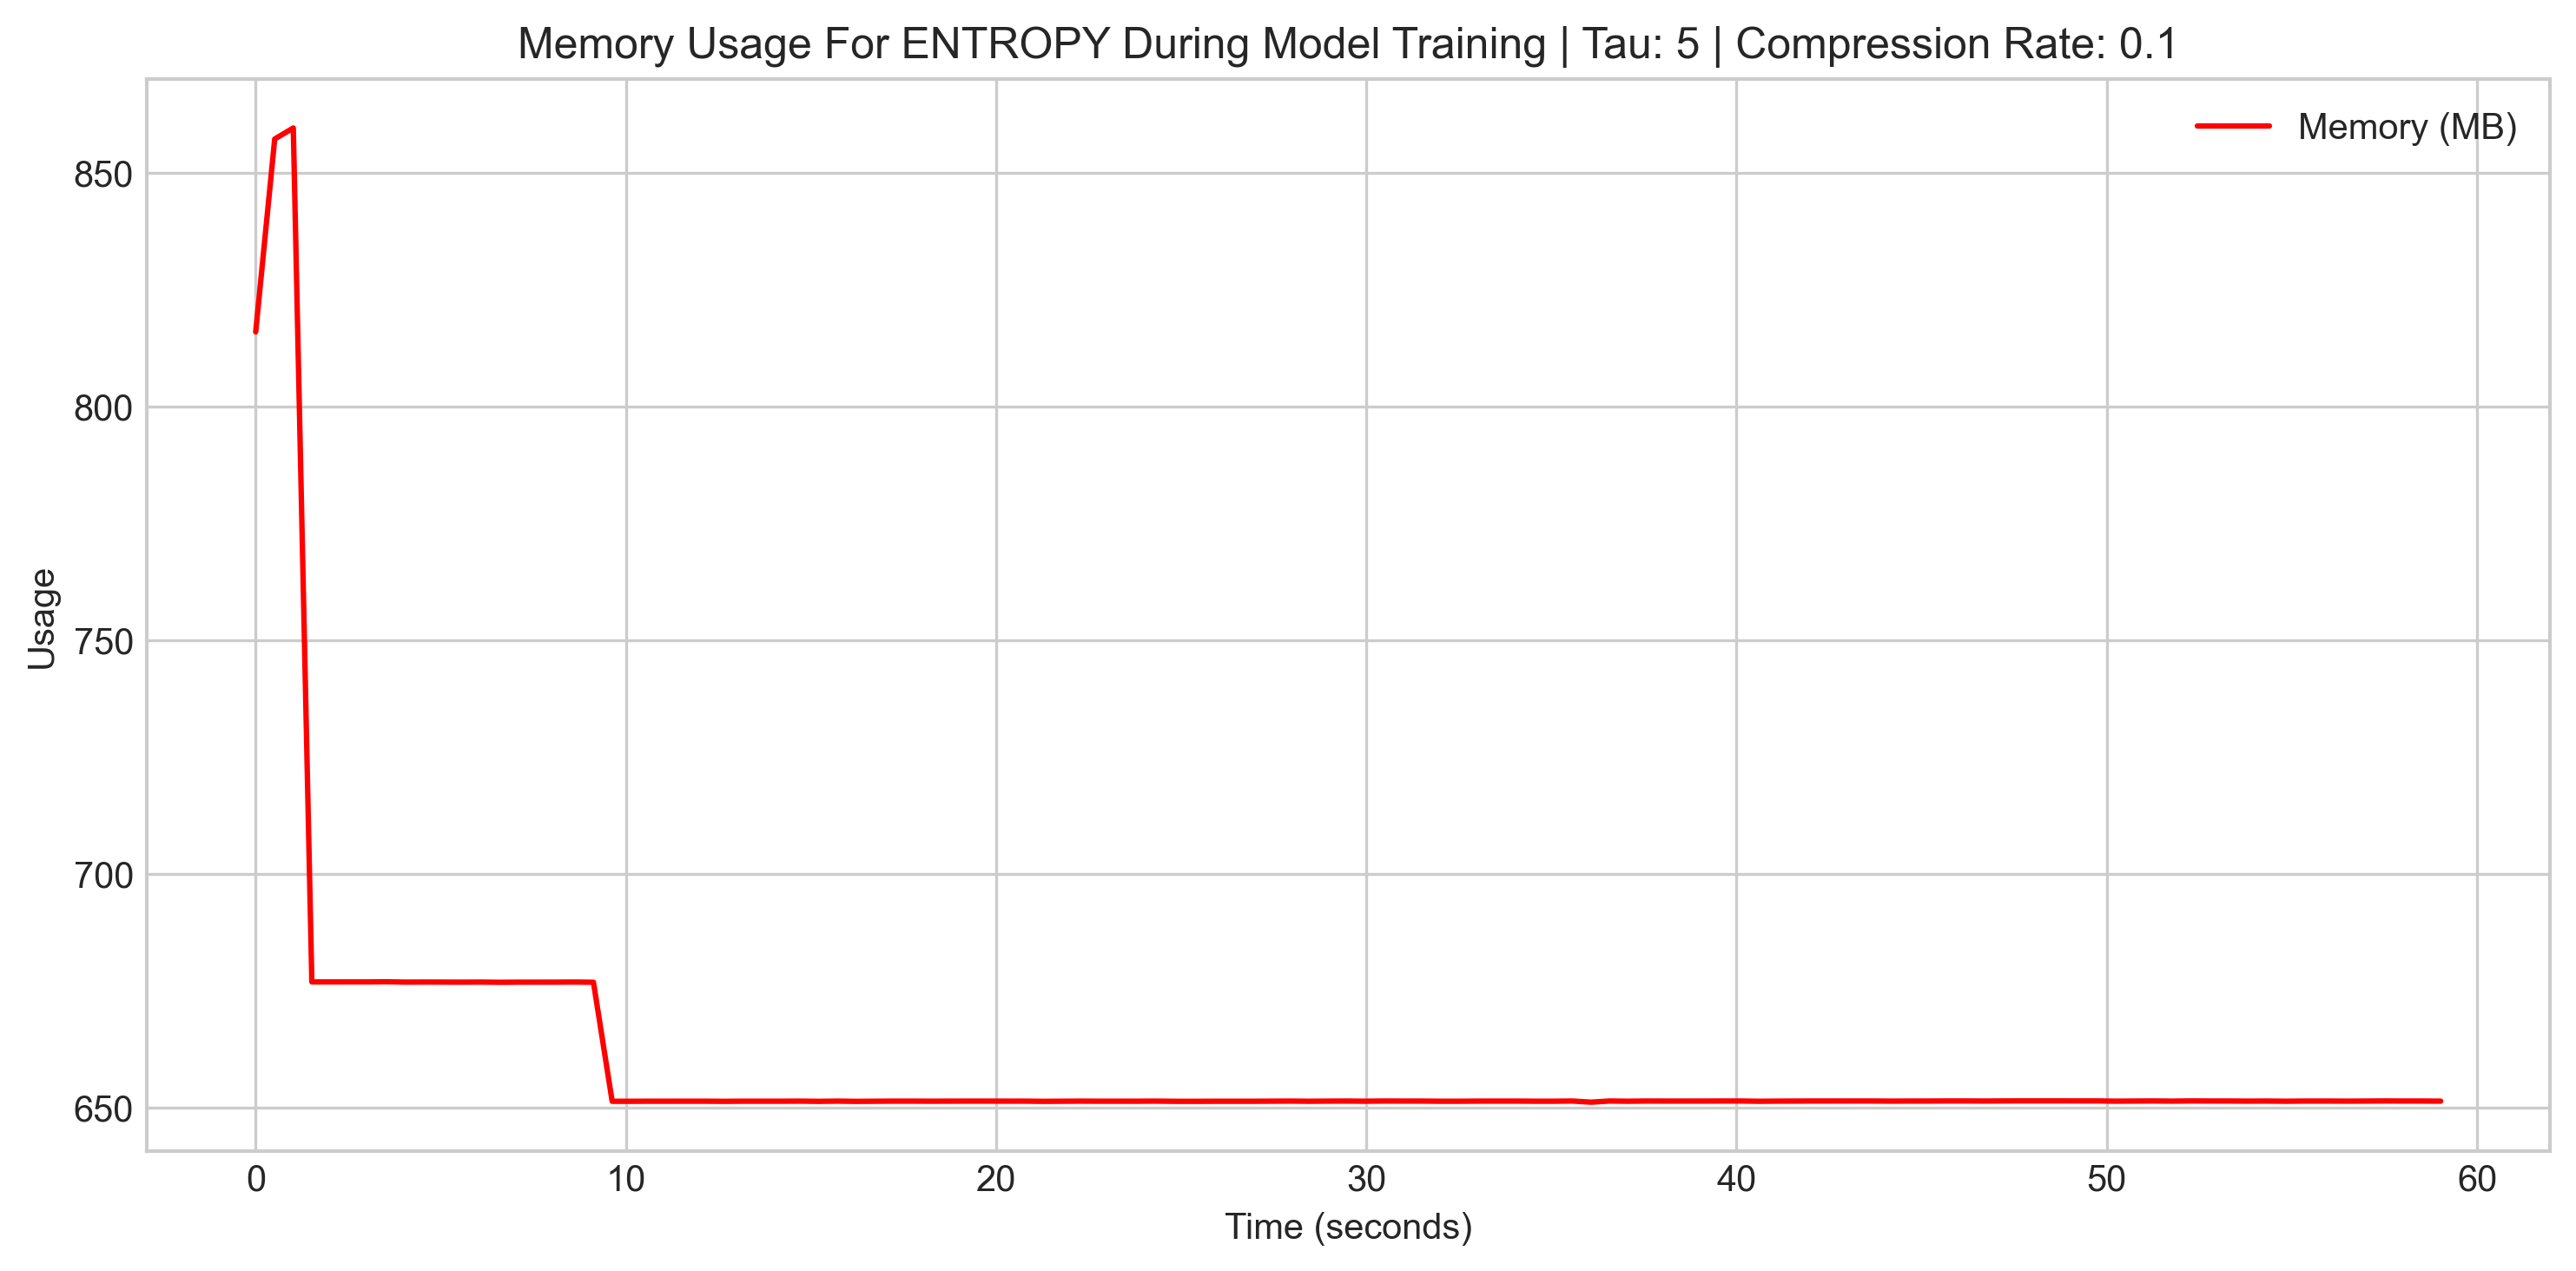 Memory Usage For ENTROPY During Model Training | Tau: 5 | Compression Rate: 0.1
Memory (MB)
850
800
750
700
650
Usage
0 10 20 30 40 50 60
Time (seconds)